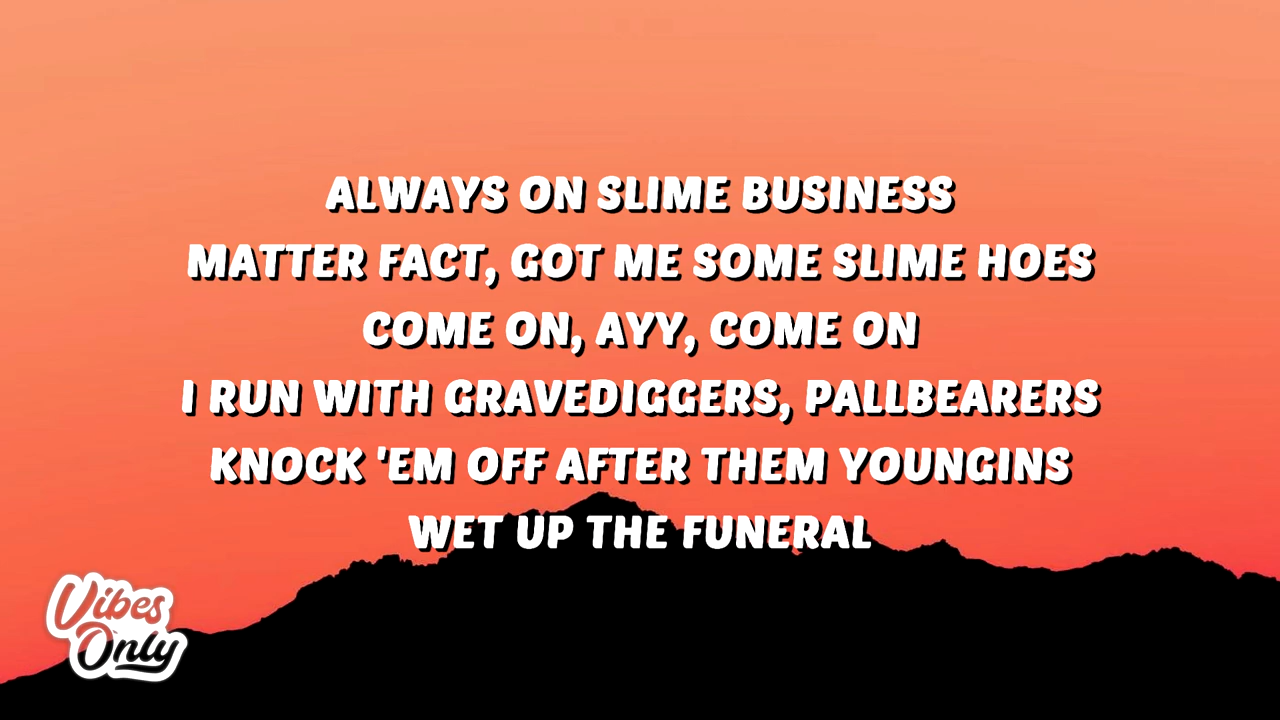 ALWAYS ON SLIME BUSINESS
MATTER FACT, GOT ME SOME SLIME HOES
COME ON, AYY, COME ON
I RUN WITH GRAVEDIGGERS, PALLBEARERS
KNOCK 'EM OFF AFTER THEM YOUNGINS
WET UP THE FUNERAL
Vibes
Only